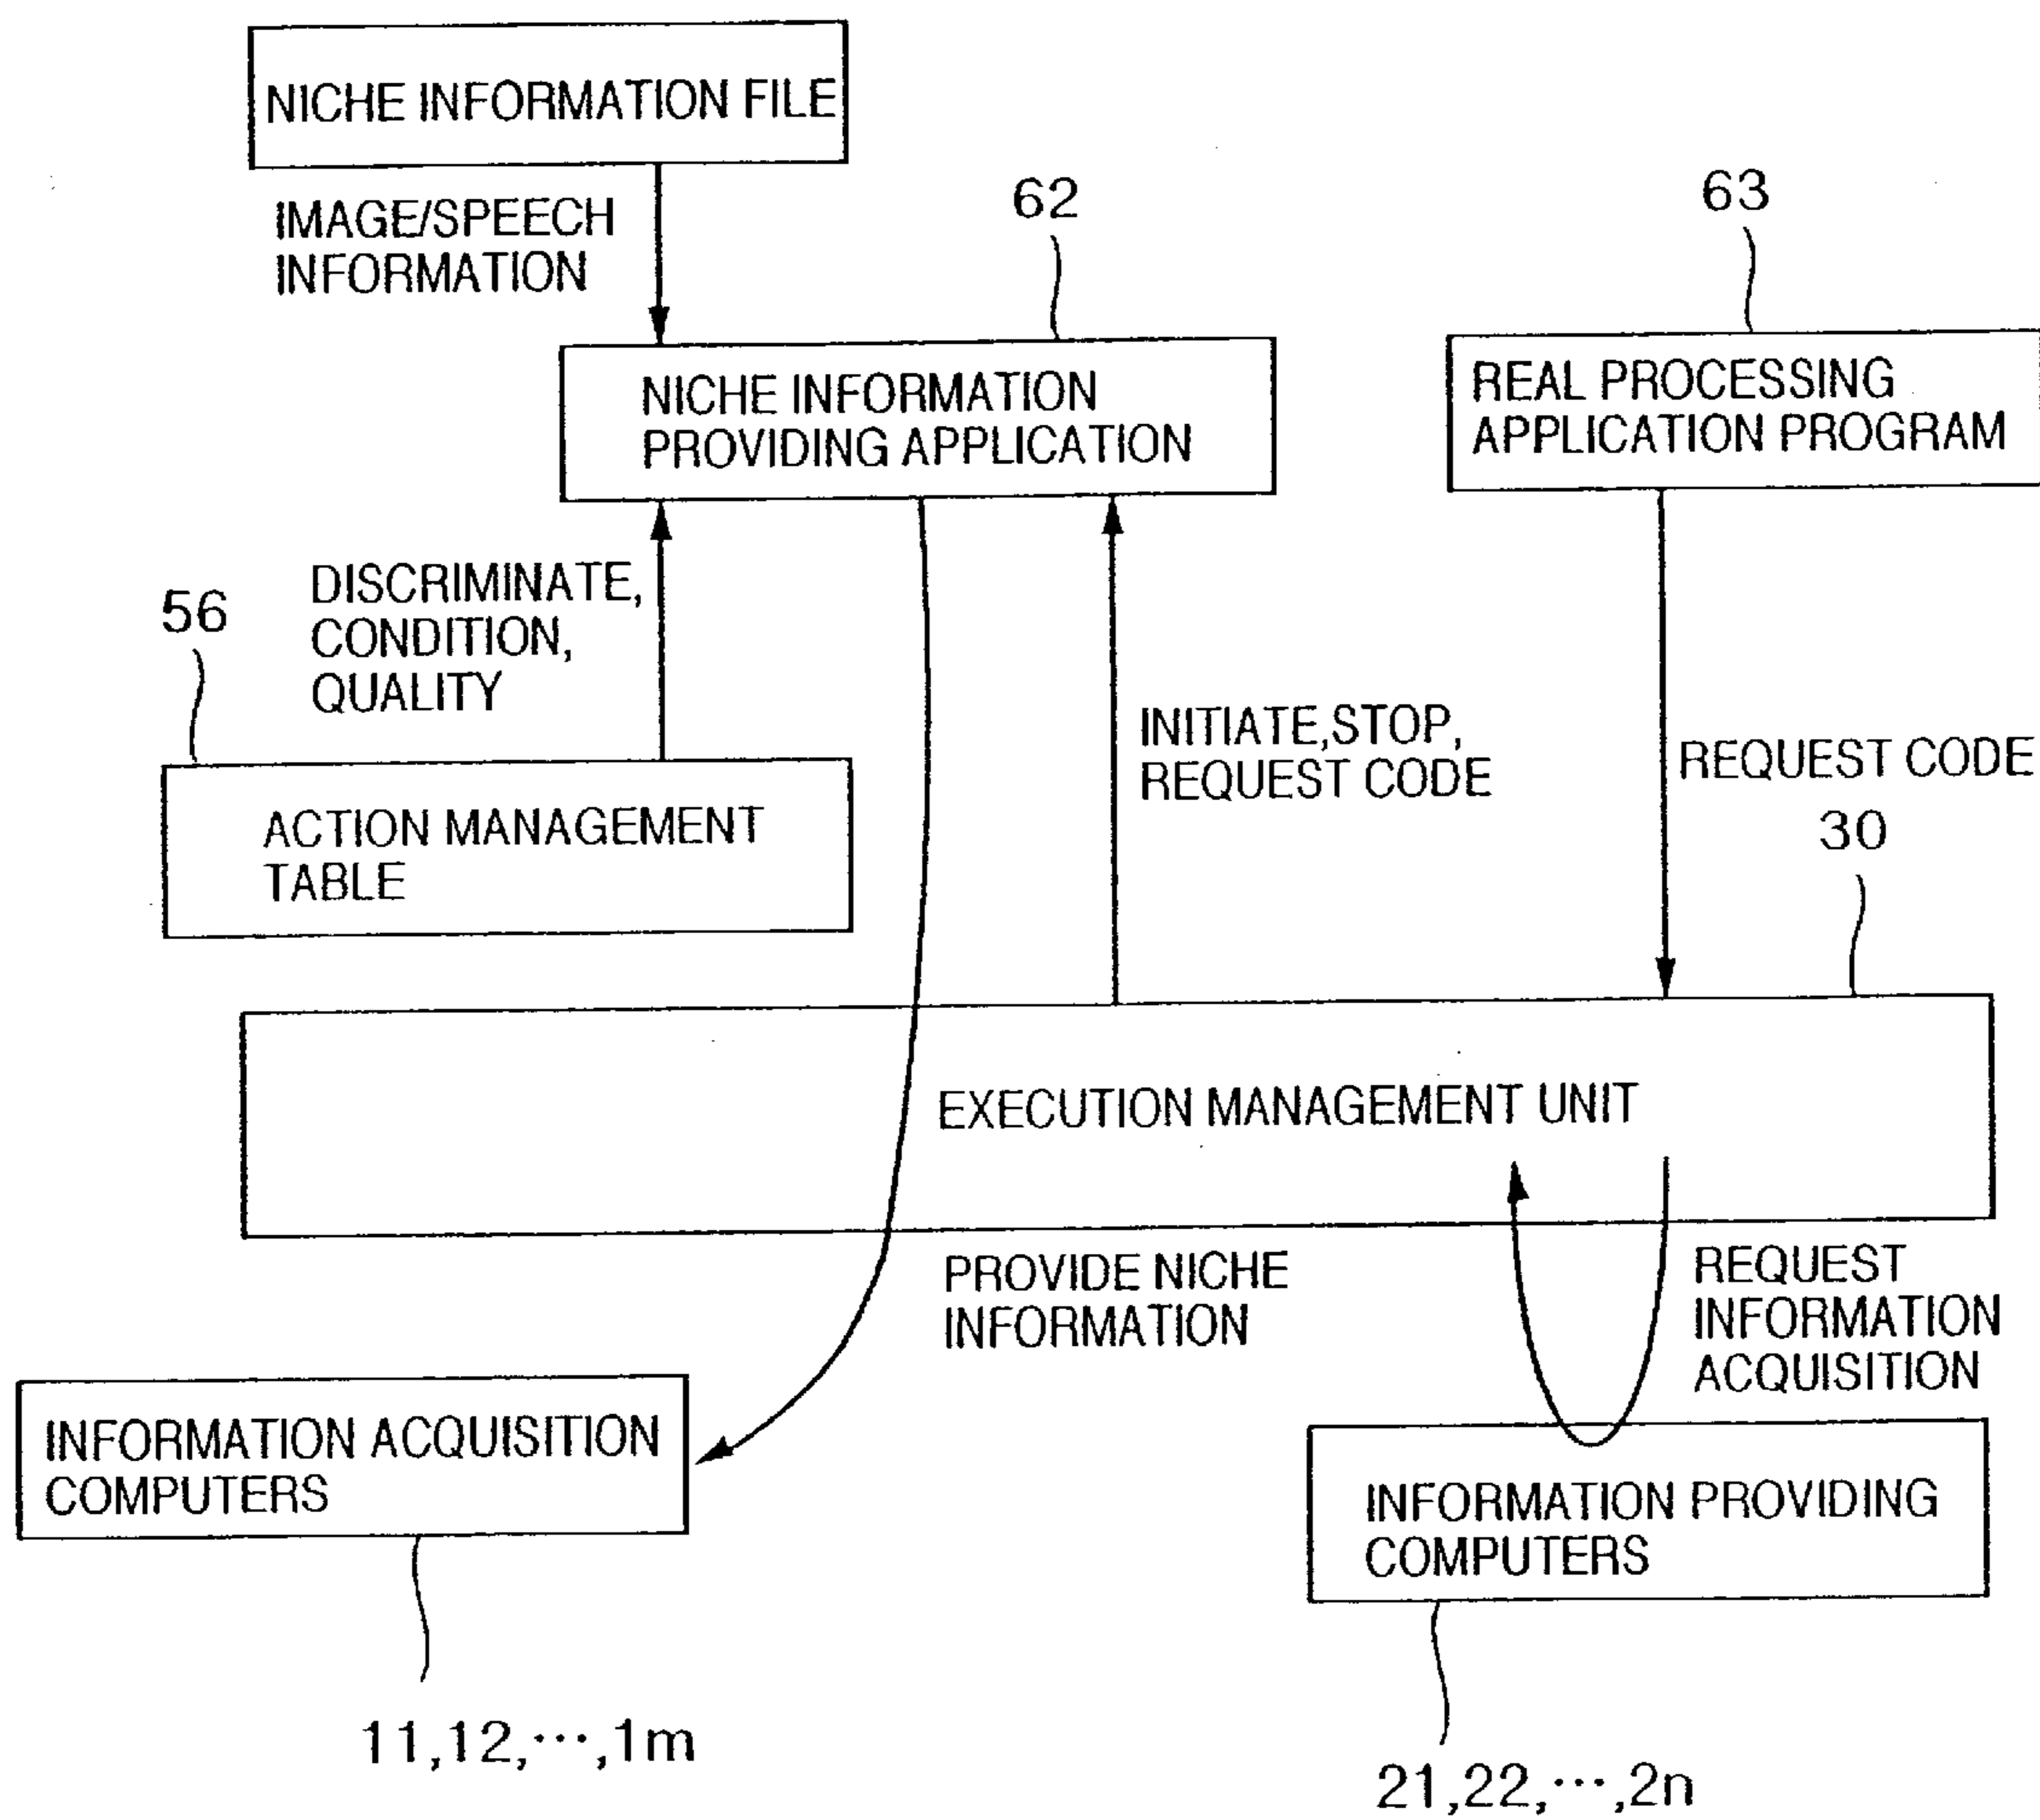 NICHE INFORMATION FILE
IMAGE/SPEECH
INFORMATION
62
63
NICHE INFORMATION
PROVIDING APPLICATION
REAL PROCESSING
APPLICATION PROGRAM
56
DISCRIMINATE,
CONDITION,
QUALITY
INITIATE,STOP,
REQUEST CODE
REQUEST CODE
30
ACTION MANAGEMENT
TABLE
EXECUTION MANAGEMENT UNIT
PROVIDE NICHE
INFORMATION
REQUEST
INFORMATION
ACQUISITION
INFORMATION ACQUISITION
COMPUTERS
INFORMATION PROVIDING
COMPUTERS
11,12,···,1m
21,22,···,2n